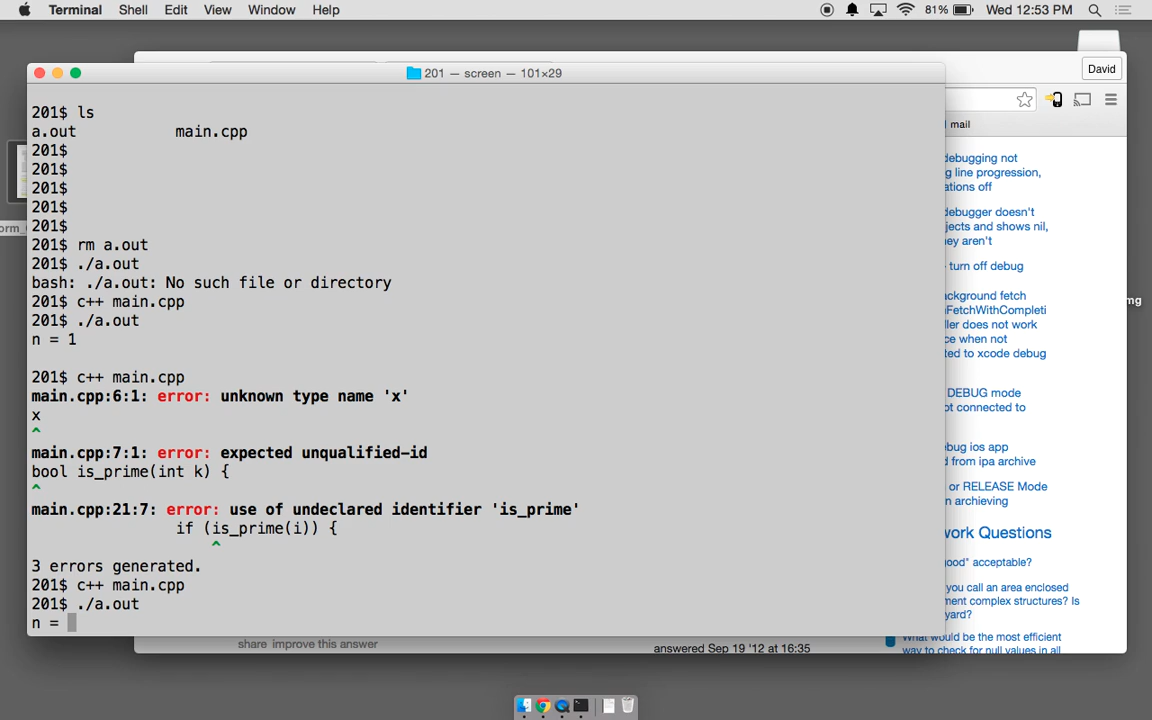 Terminal Shell Edit View Window Help 81% Wed 12:53 PM
201 — screen — 101×29
David
mail
201$ ls
a.out main.cpp
201$
201$
201$
201$
201$
201$ rm a.out
201$ ./a.out
bash: ./a.out: No such file or directory
201$ c++ main.cpp
201$ ./a.out
n = 1
201$ c++ main.cpp
main.cpp:6:1: error: unknown type name 'x'
x
^
main.cpp:7:1: error: expected unqualified-id
bool is_prime(int k) {
^
main.cpp:21:7: error: use of undeclared identifier 'is_prime'
if (is_prime(i)) {
^
3 errors generated.
201$ c++ main.cpp
201$ ./a.out
n =
debugging not
g line progression,
ations off
debugger doesn't
jects and shows nil,
ey aren't
turn off debug
ackground fetch
FetchWithCompleti
ller does not work
ce when not
ted to xcode debug
DEBUG mode
ot connected to
ebug ios app
d from ipa archive
or RELEASE Mode
n archieving
work Questions
ood" acceptable?
you call an area enclosed
ment complex structures? Is
yard?
What would be the most efficient
way to check for null values in all
share improve this answer
answered Sep 19 '12 at 16:35
orm_
mg